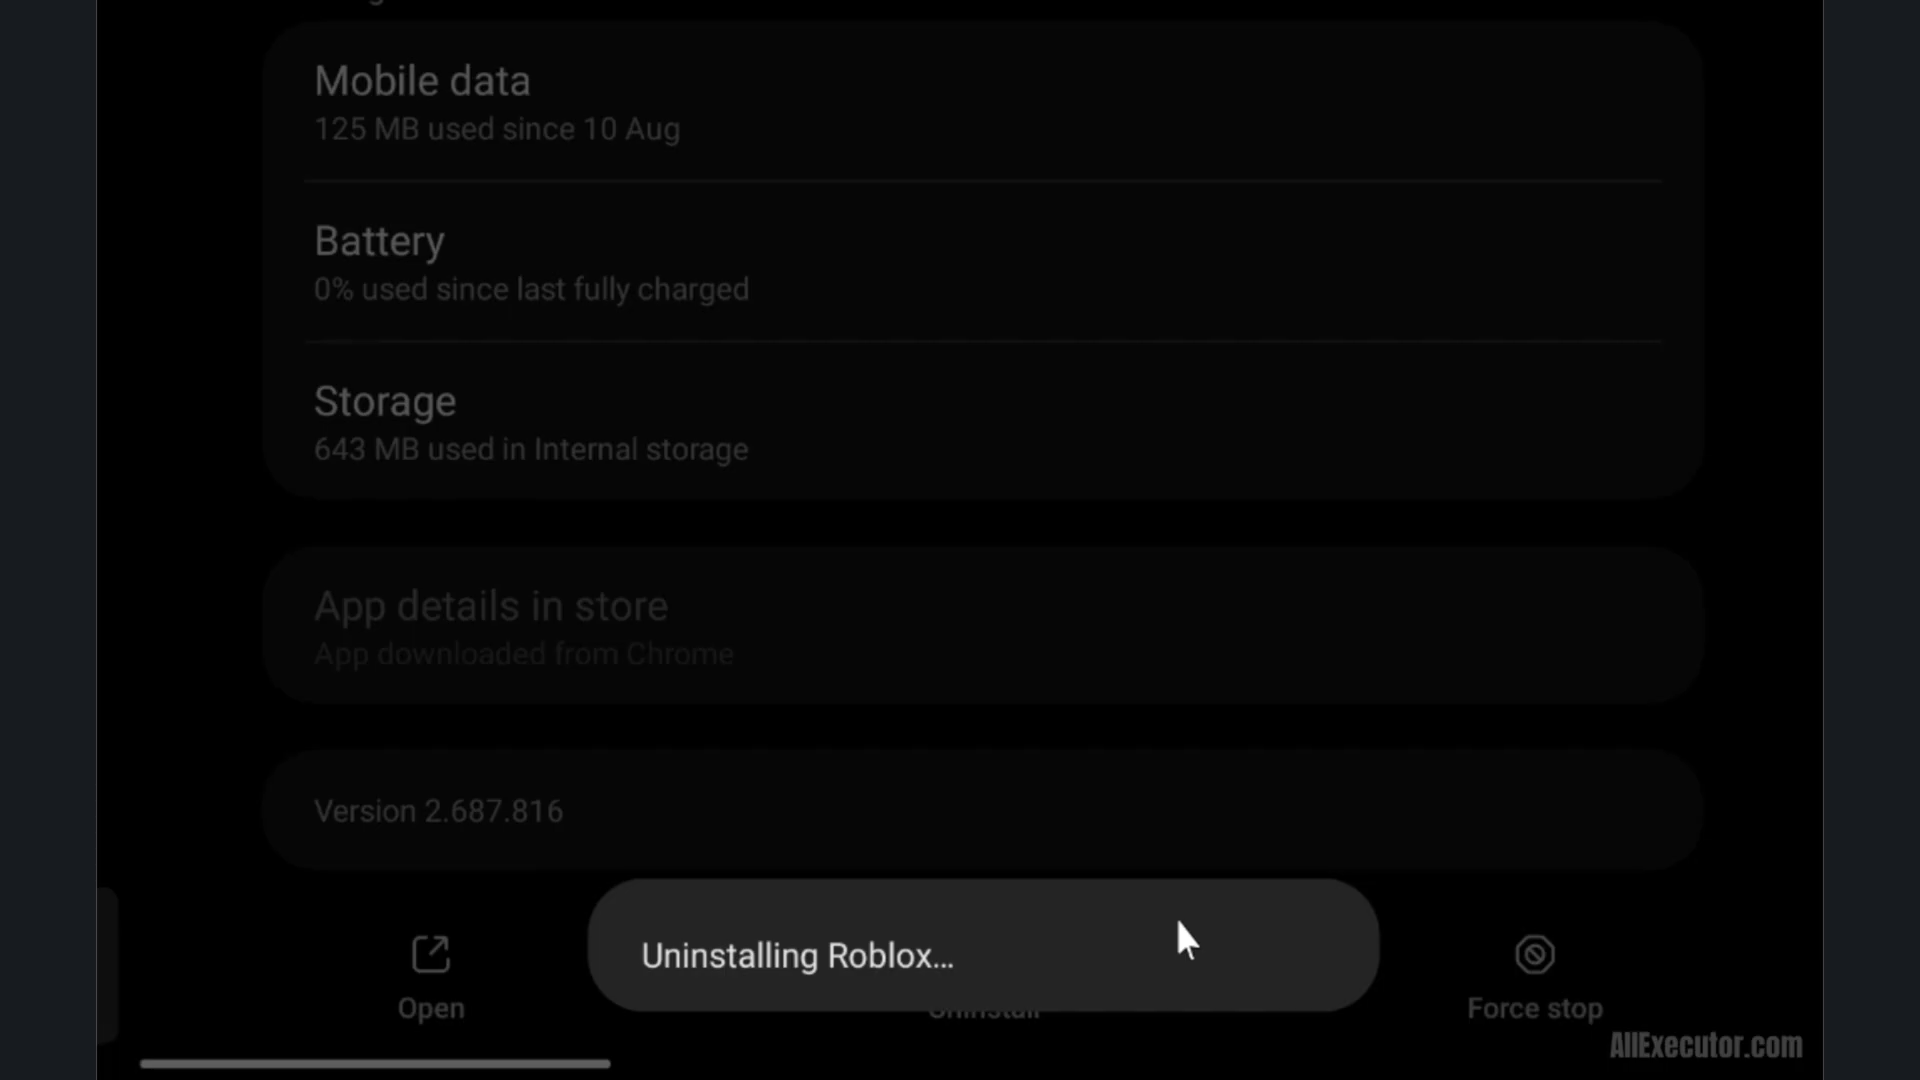 Mobile data
125 MB used since 10 Aug
Battery
0% used since last fully charged
Storage
643 MB used in Internal storage
App details in store
App downloaded from Chrome
Version 2.687.816
Uninstalling Roblox...
Open
Uninstall
Force stop
AllExecutor.com